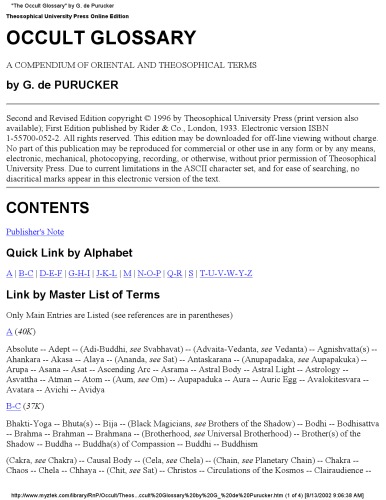 "The Occult Glossary" by G. de Purucker
Theosophical University Press Online Edition
OCCULT GLOSSARY
A COMPENDIUM OF ORIENTAL AND THEOSOPHICAL TERMS
by G. de PURUCKER
Second and Revised Edition copyright © 1996 by Theosophical University Press (print version also
available); First Edition published by Rider & Co., London, 1933. Electronic version ISBN
1-55700-052-2. All rights reserved. This edition may be downloaded for off-line viewing without charge.
No part of this publication may be reproduced for commercial or other use in any form or by any means,
electronic, mechanical, photocopying, recording, or otherwise, without prior permission of Theosophical
University Press. Due to current limitations in the ASCII character set, and for ease of searching, no
diacritical marks appear in this electronic version of the text.
CONTENTS
Publisher's Note
Quick Link by Alphabet
A | B-C | D-E-F | G-H-I | J-K-L | M | N-O-P | Q-R | S | T-U-V-W-Y-Z
Link by Master List of Terms
Only Main Entries are Listed (see references are in parentheses)
A (40K)
Absolute -- Adept -- (Adi-Buddhi, see Svabhavat) -- (Advaita-Vedanta, see Vedanta) -- Agnishvatta(s) --
Ahankara -- Akasa -- Alaya -- (Ananda, see Sat) -- Antaskarana -- (Anupapadaka, see Aupapakuka) --
Arupa -- Asana -- Asat -- Ascending Arc -- Asrama -- Astral Body -- Astral Light -- Astrology --
Asvattha -- Atman -- Atom -- (Aum, see Om) -- Aupapaduka -- Aura -- Auric Egg -- Avalokitesvara --
Avatara -- Avichi -- Avidya
B-C (37K)
Bhakti-Yoga -- Bhuta(s) -- Bija -- (Black Magicians, see Brothers of the Shadow) -- Bodhi -- Bodhisattva
-- Brahma -- Brahman -- Brahmana -- (Brotherhood, see Universal Brotherhood) -- Brother(s) of the
Shadow -- Buddha -- Buddha(s) of Compassion -- Buddhi -- Buddhism
(Cakra, see Chakra) -- Causal Body -- (Cela, see Chela) -- (Chain, see Planetary Chain) -- Chakra --
Chaos -- Chela -- Chhaya -- (Chit, see Sat) -- Christos -- Circulations of the Kosmos -- Clairaudience --
http://www.myztek.com/library/RnP/Occult/Theos...ccult%20Glossary%20by%20G_%20de%20Purucker.htm (1 of 4) [8/13/2002 9:06:38 AM]